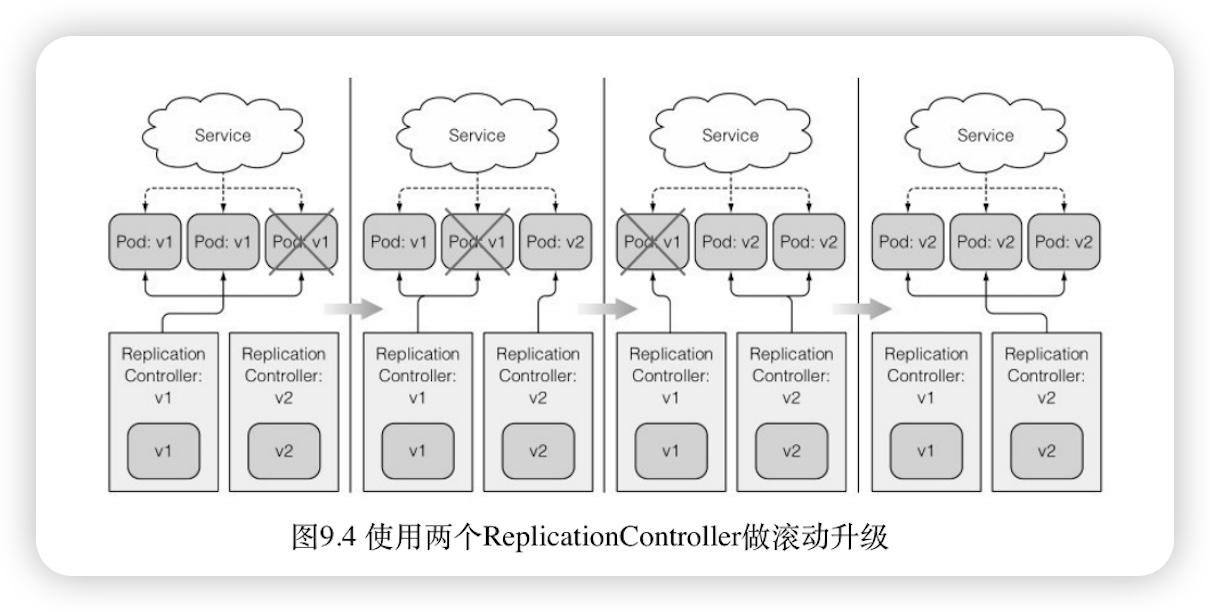 Service
Service
Service
Service
Pod: v1
Pod: v1
Pod: v1
Pod: v1
Pod: v1
Pod: v2
Pod: v1
Pod: v2
Pod: v2
Pod: v2
Pod: v2
Pod: v2
Replication
Controller:
v1
v1
Replication
Controller:
v2
v2
Replication
Controller:
v1
v1
Replication
Controller:
v2
v2
Replication
Controller:
v1
v1
Replication
Controller:
v2
v2
Replication
Controller:
v1
v1
Replication
Controller:
v2
v2
图9.4 使用两个ReplicationController做滚动升级